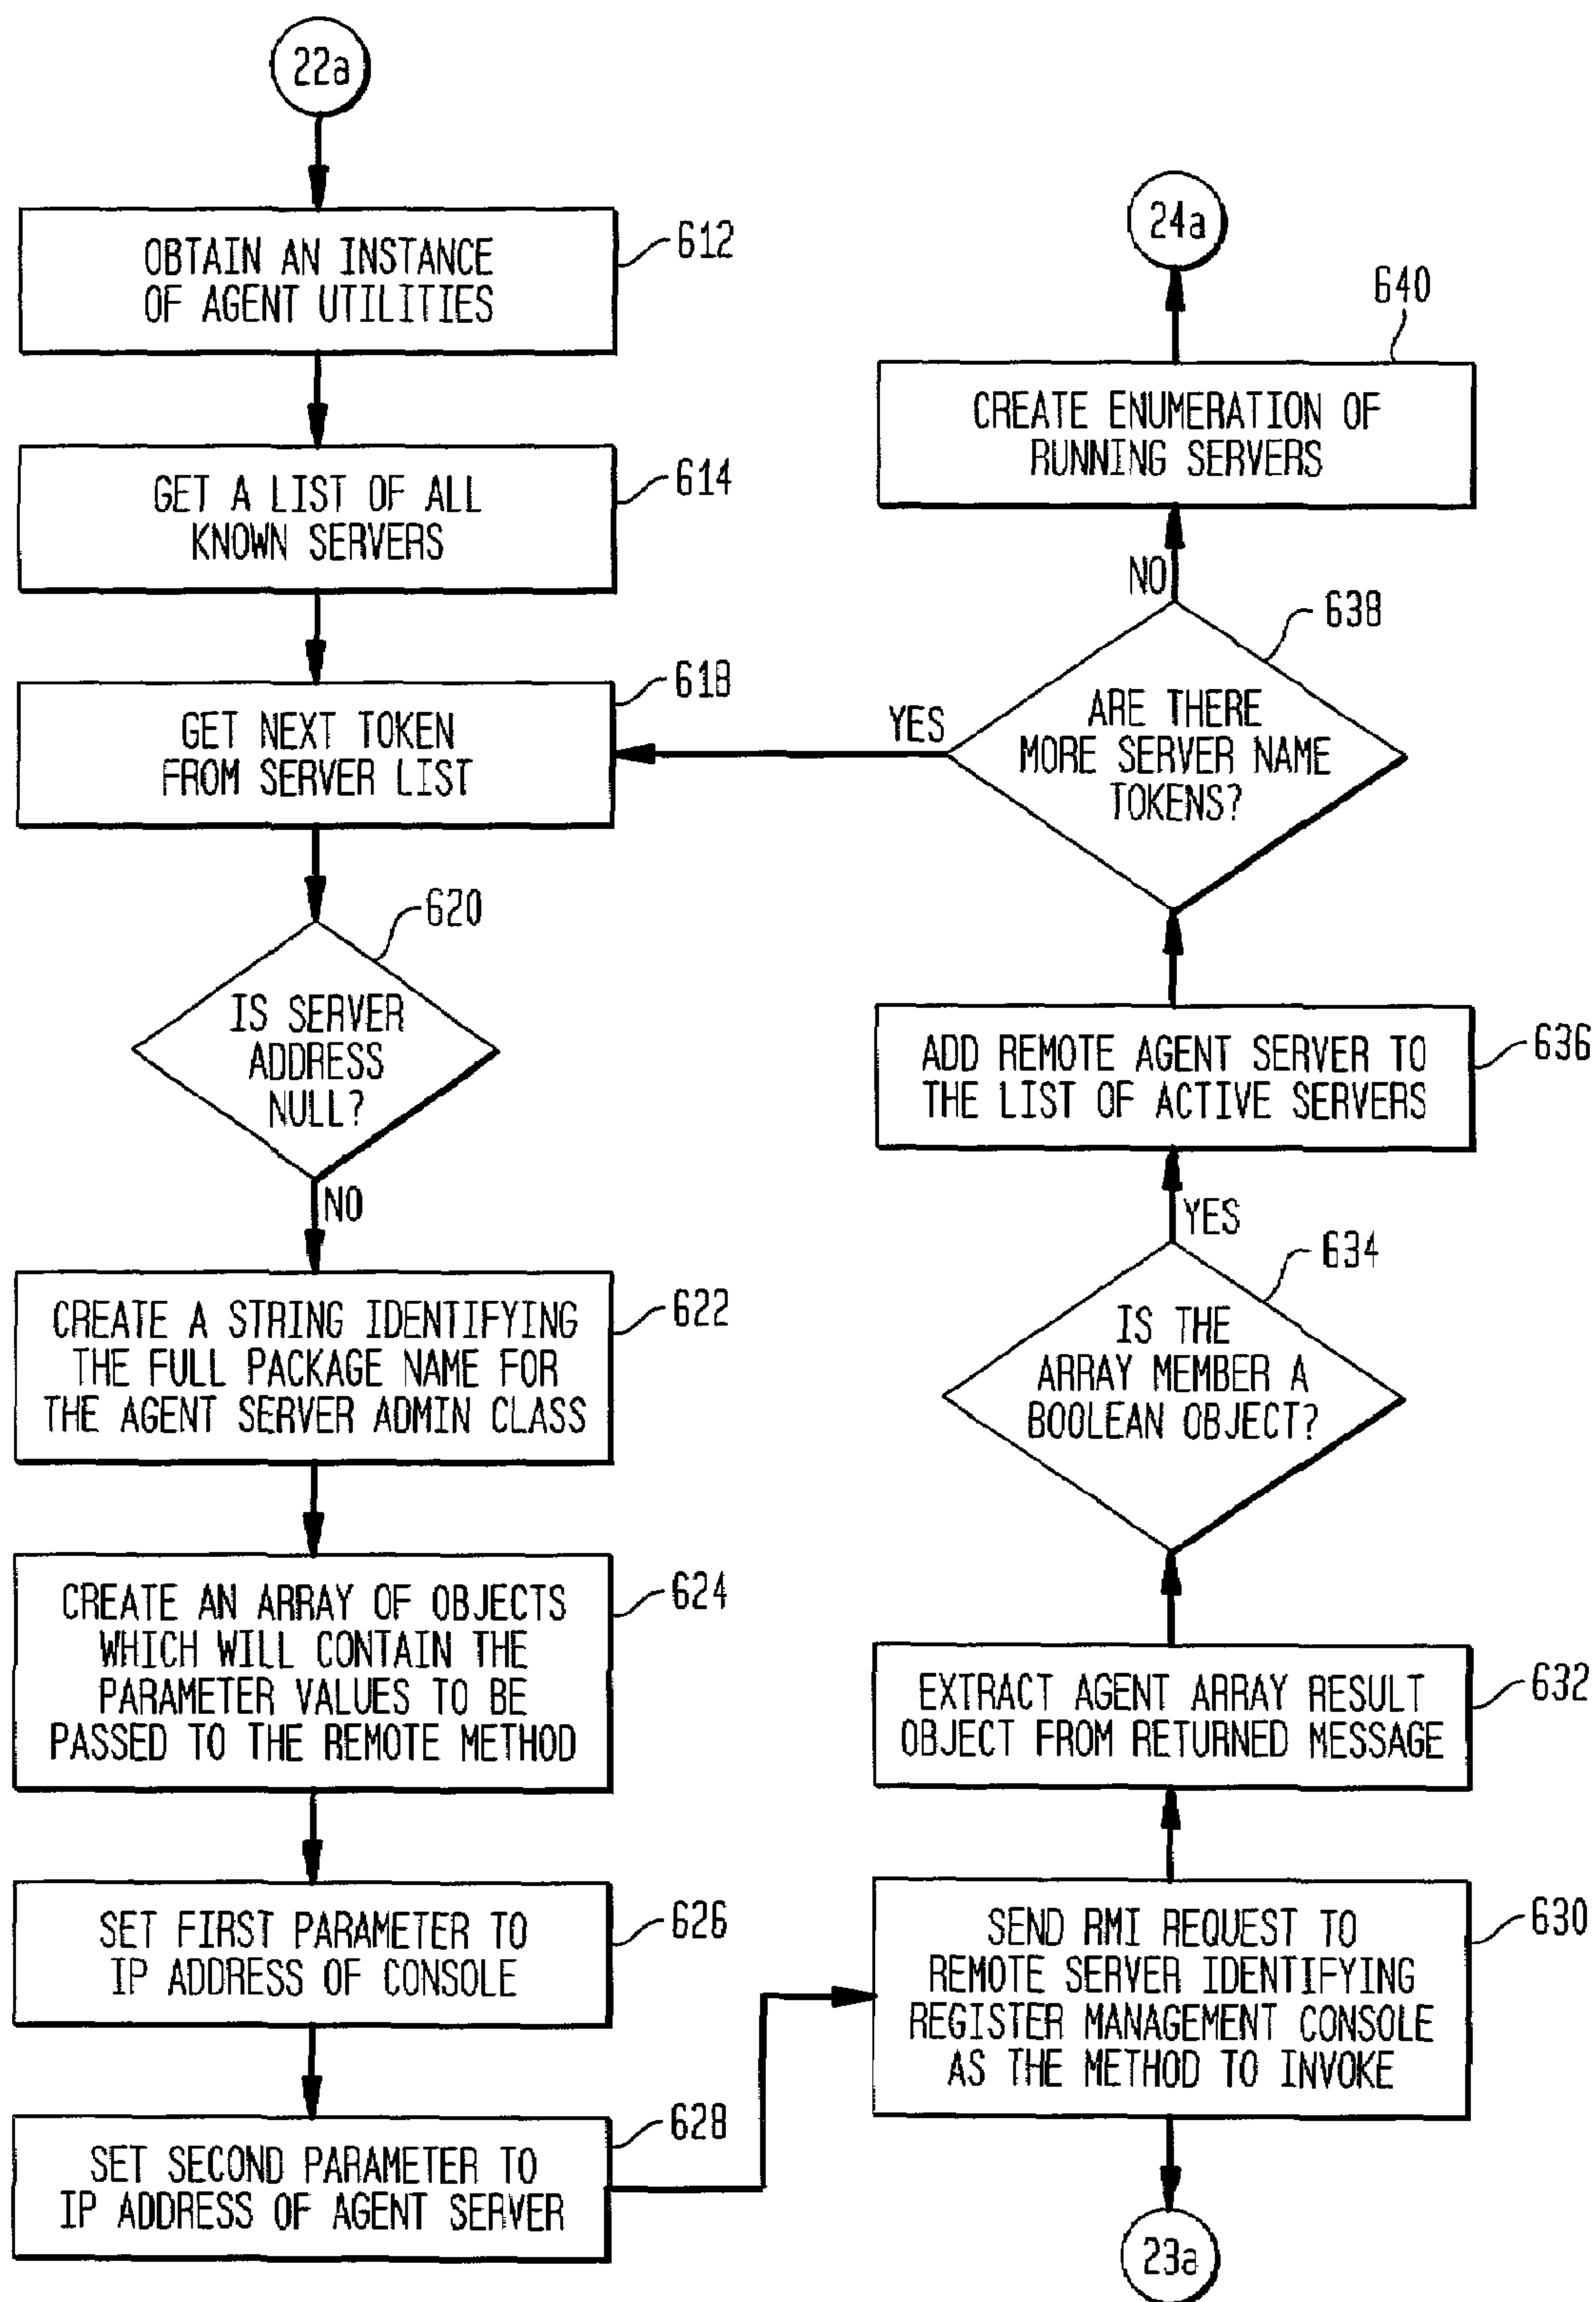 22a
OBTAIN AN INSTANCE
OF AGENT UTILITIES
612
GET A LIST OF ALL
KNOWN SERVERS
614
GET NEXT TOKEN
FROM SERVER LIST
618
IS SERVER
ADDRESS
NULL?
620
NO
CREATE A STRING IDENTIFYING
THE FULL PACKAGE NAME FOR
THE AGENT SERVER ADMIN CLASS
622
CREATE AN ARRAY OF OBJECTS
WHICH WILL CONTAIN THE
PARAMETER VALUES TO BE
PASSED TO THE REMOTE METHOD
624
SET FIRST PARAMETER TO
IP ADDRESS OF CONSOLE
626
SET SECOND PARAMETER TO
IP ADDRESS OF AGENT SERVER
628
24a
640
CREATE ENUMERATION OF
RUNNING SERVERS
NO
638
YES
ARE THERE
MORE SERVER NAME
TOKENS?
ADD REMOTE AGENT SERVER TO
THE LIST OF ACTIVE SERVERS
636
YES
634
IS THE
ARRAY MEMBER A
BOOLEAN OBJECT?
EXTRACT AGENT ARRAY RESULT
OBJECT FROM RETURNED MESSAGE
632
SEND RMI REQUEST TO
REMOTE SERVER IDENTIFYING
REGISTER MANAGEMENT CONSOLE
AS THE METHOD TO INVOKE
630
23a